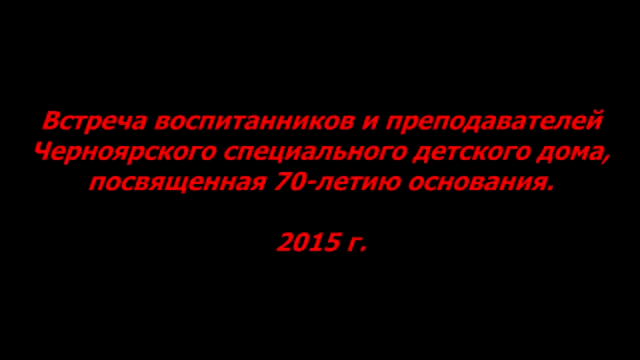 Встреча воспитанников и преподавателей
Черноярского специального детского дома,
посвященная 70-летию основания.
2015 г.